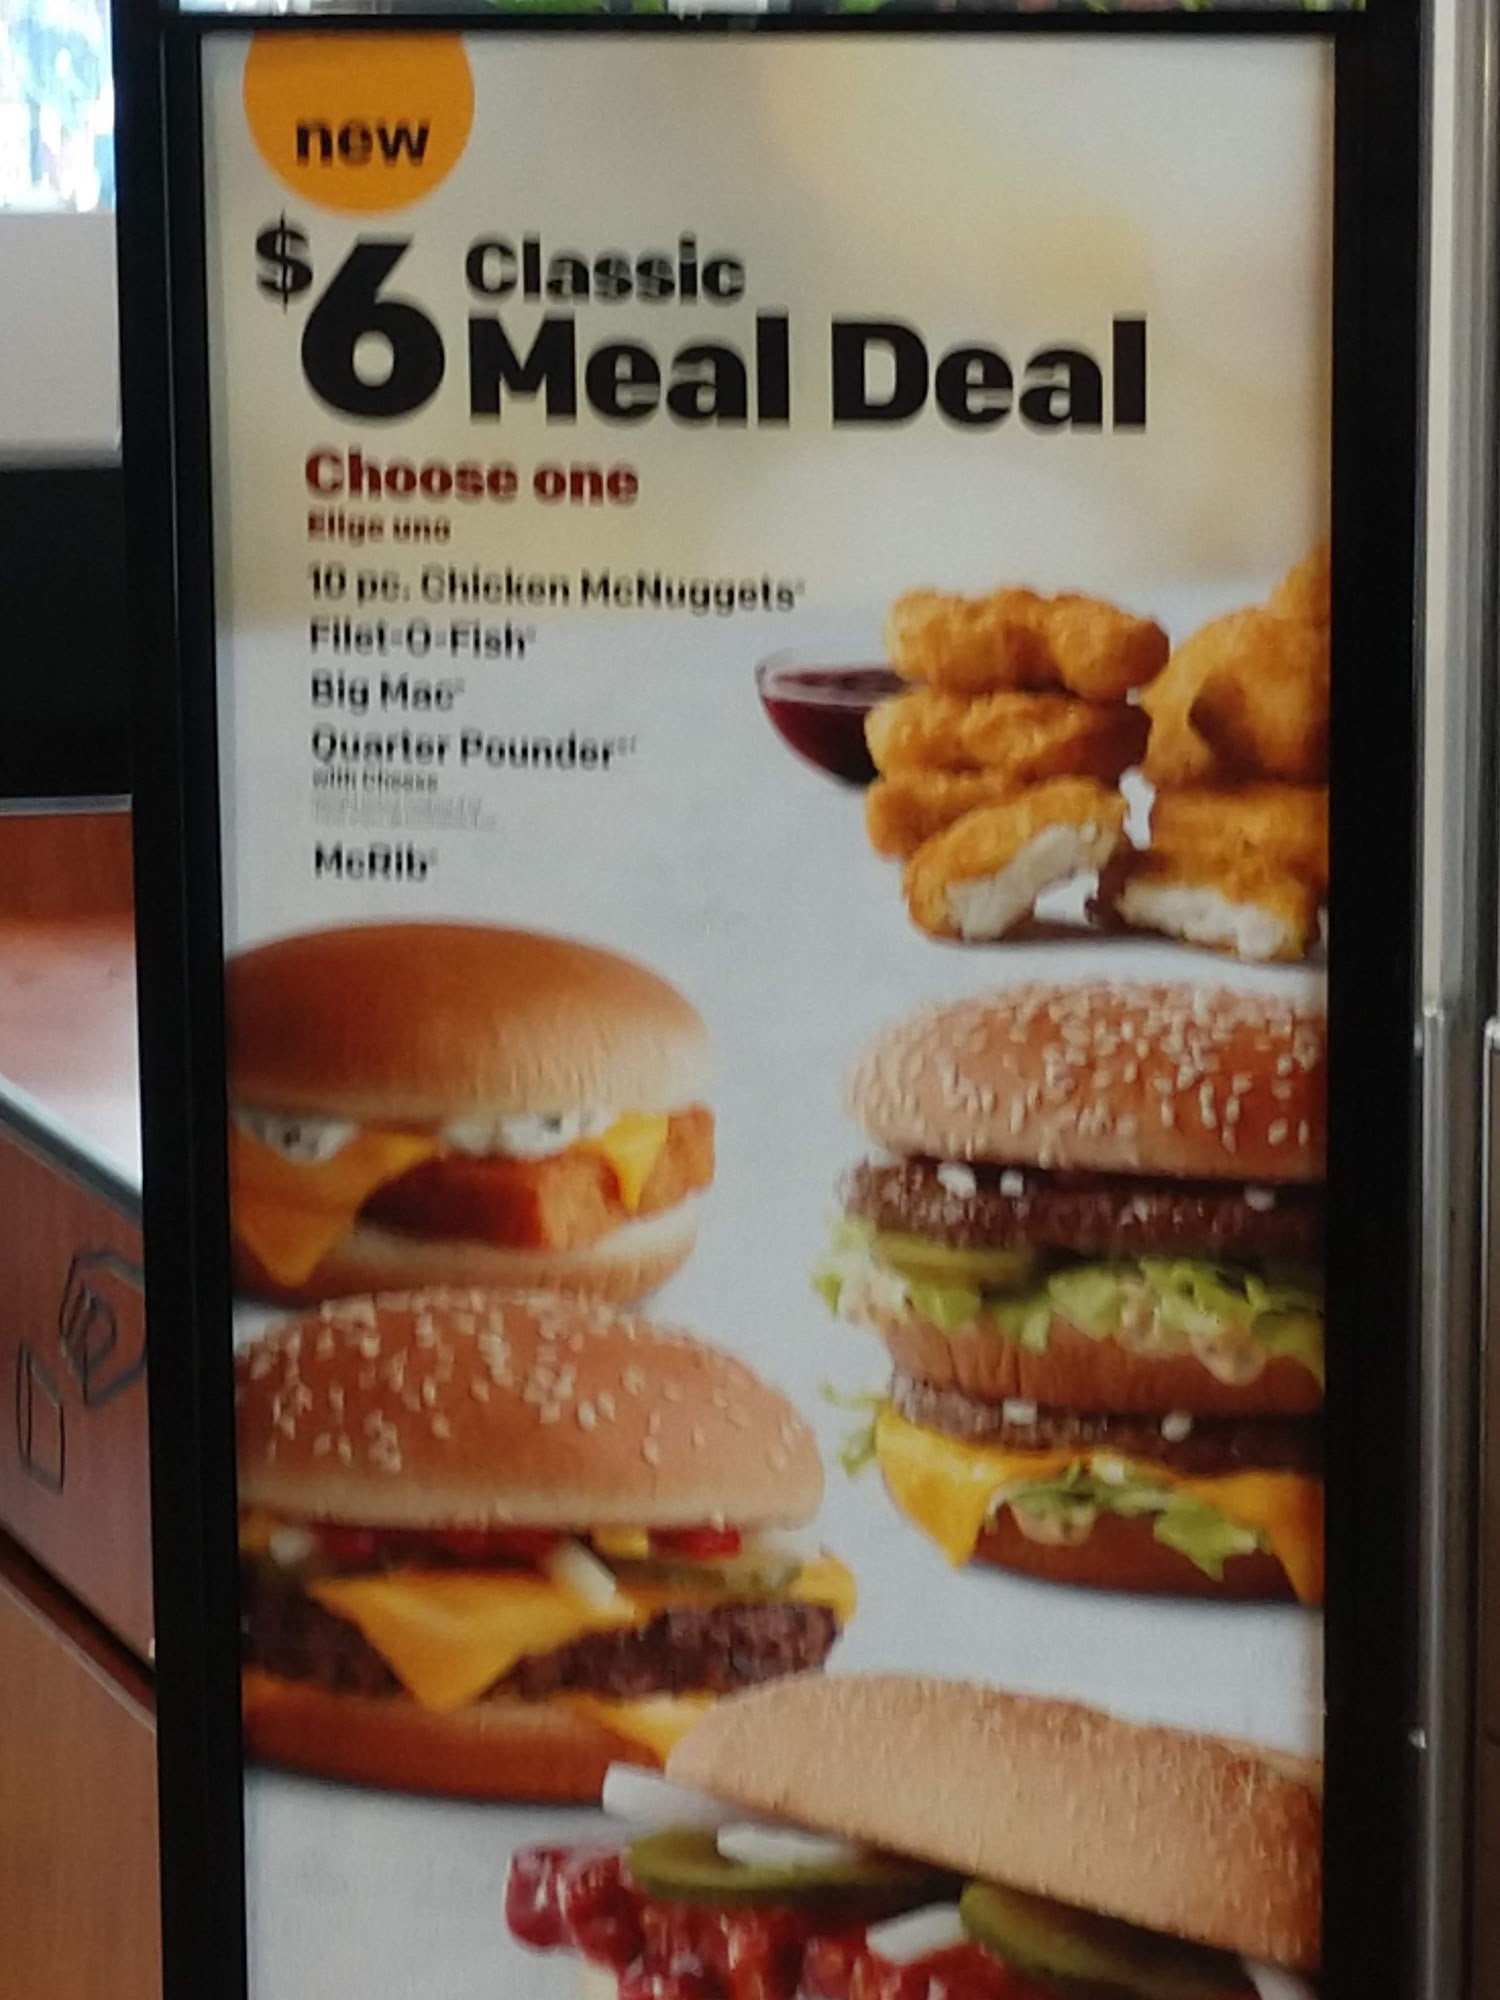 new
$6 Classic
Meal Deal
Choose one
Elige uno
10 pc. Chicken McNuggets®
Filet-O-Fish®
Big Mac®
Quarter Pounder®
with Cheese
McRib®